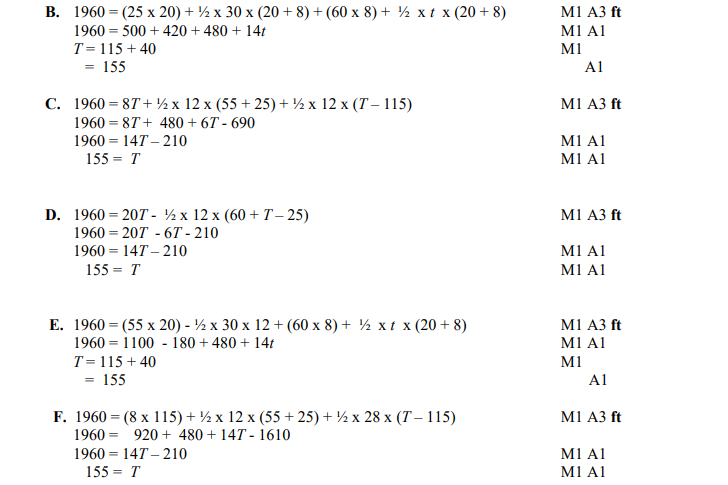 B. 1960 = (25 x 20) + ½ x 30 x (20 + 8) + (60 x 8) + ½ x t x (20 + 8) M1 A3 ft
1960 = 500 + 420 + 480 + 14t M1 A1
T = 115 + 40 M1
= 155 A1
C. 1960 = 8T + ½ x 12 x (55 + 25) + ½ x 12 x (T – 115) M1 A3 ft
1960 = 8T + 480 + 6T - 690
1960 = 14T – 210 M1 A1
155 = T M1 A1
D. 1960 = 20T - ½ x 12 x (60 + T – 25) M1 A3 ft
1960 = 20T - 6T - 210
1960 = 14T – 210 M1 A1
155 = T M1 A1
E. 1960 = (55 x 20) - ½ x 30 x 12 + (60 x 8) + ½ x t x (20 + 8) M1 A3 ft
1960 = 1100 - 180 + 480 + 14t M1 A1
T = 115 + 40 M1
= 155 A1
F. 1960 = (8 x 115) + ½ x 12 x (55 + 25) + ½ x 28 x (T – 115) M1 A3 ft
1960 = 920 + 480 + 14T - 1610
1960 = 14T – 210 M1 A1
155 = T M1 A1